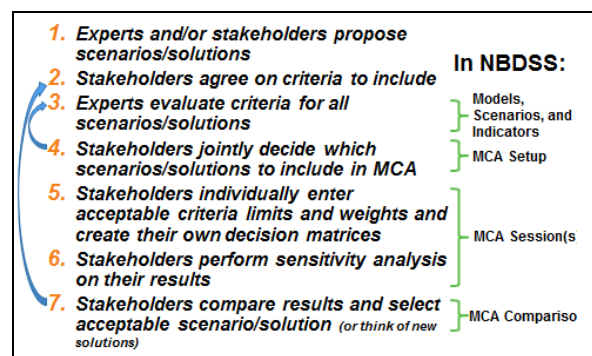 1. Experts and/or stakeholders propose
scenarios/solutions
2. Stakeholders agree on criteria to include
In NBDSS:
3. Experts evaluate criteria for all
scenarios/solutions
Models,
Scenarios, and
Indicators
4. Stakeholders jointly decide which
scenarios/solutions to include in MCA
MCA Setup
5. Stakeholders individually enter
acceptable criteria limits and weights and
create their own decision matrices
6. Stakeholders perform sensitivity analysis
on their results
MCA Session(s)
7. Stakeholders compare results and select
acceptable scenario/solution (or think of new
solutions)
MCA Compariso